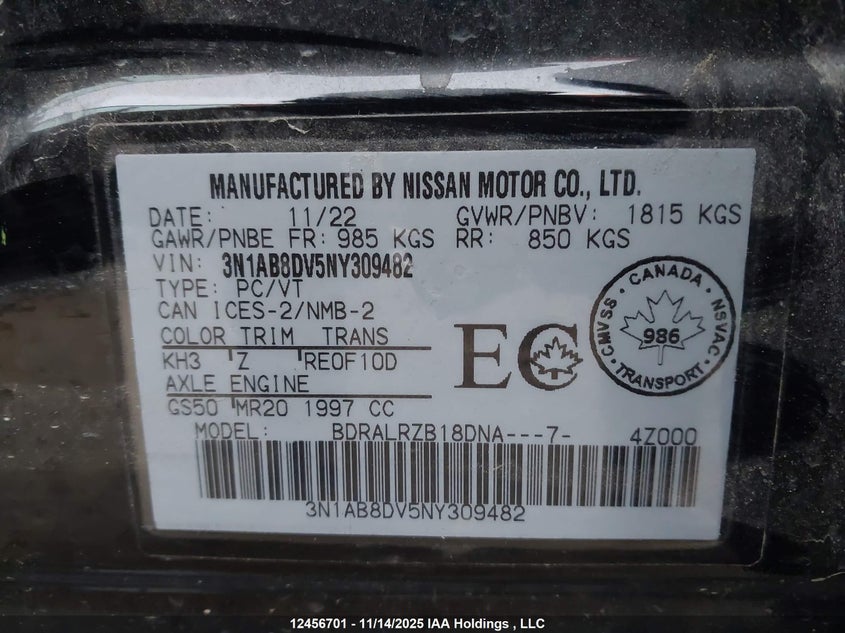 MANUFACTURED BY NISSAN MOTOR CO., LTD.
DATE: 11/22 GVWR/PNBV: 1815 KGS
GAWR/PNBE FR: 985 KGS RR: 850 KGS
VIN: 3N1AB8DV5NY309482
TYPE: PC/VT
CAN ICES-2/NMB-2
COLOR TRIM TRANS
KH3 Z RE0F10D
AXLE ENGINE
GS50 MR20 1997 CC
EC
CANADA
CMVSS · NSVAC
986
TRANSPORT
MODEL: BDRALRZB18DNA---7- 4Z000
3N1AB8DV5NY309482
12456701 - 11/14/2025 IAA Holdings , LLC